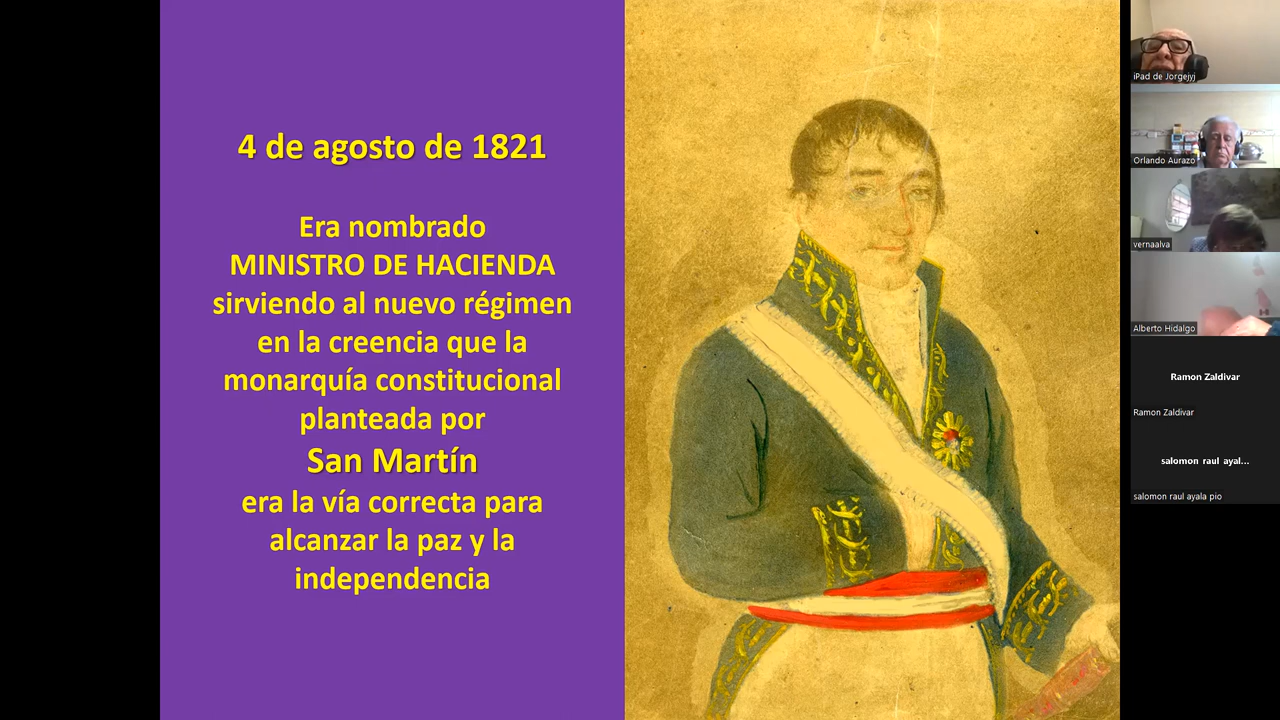 4 de agosto de 1821
Era nombrado
MINISTRO DE HACIENDA
sirviendo al nuevo régimen
en la creencia que la
monarquía constitucional
planteada por
San Martín
era la vía correcta para
alcanzar la paz y la
independencia
iPad de Jorgejyj
Orlando Aurazo
vernaalva
Alberto Hidalgo
Ramon Zaldivar
Ramon Zaldivar
salomon raul ayal...
salomon raul ayala pio